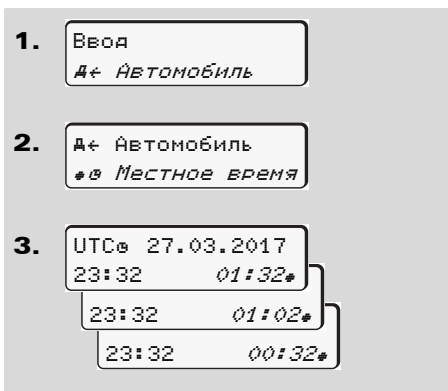 1.
Ввод
Автомобиль
2.
Автомобиль
Местное время
3.
UTC 27.03.2017
23:32 01:32
23:32 01:02
23:32 00:32